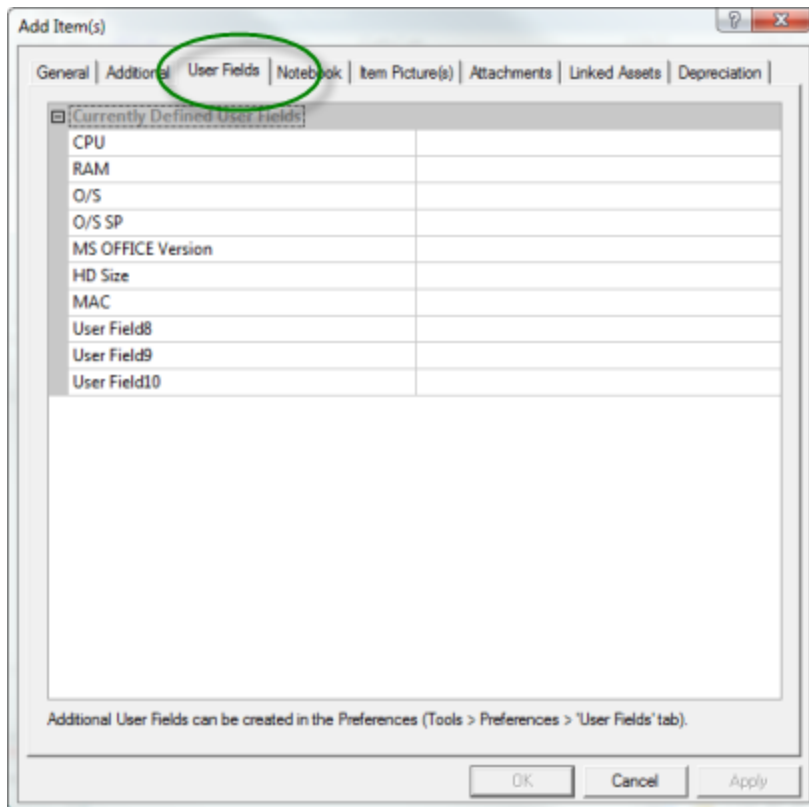 Add Item(s)
General Additional User Fields Notebook Item Picture(s) Attachments Linked Assets Depreciation
Currently Defined User Fields
CPU
RAM
O/S
O/S SP
MS OFFICE Version
HD Size
MAC
User Field8
User Field9
User Field10
Additional User Fields can be created in the Preferences (Tools > Preferences > 'User Fields' tab).
OK Cancel Apply